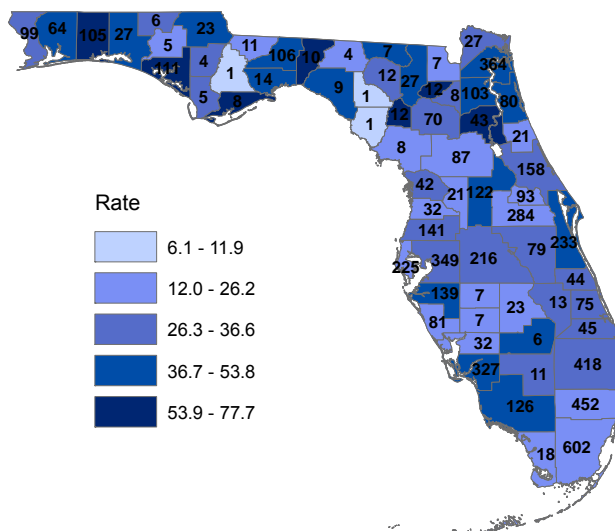 99 64 105 27 6 23
5 111 4 5 1 11 8 14 106 10 4 7
9 1 1 12 27 7 12 8 27 364
12 70 103 80 43 21
8 87 158
42 21 122 93
32 284
141 79 233
225 349 216
44
139 7 23 13 75
81 7 45
32 6
327 11 418
126 452
18 602
Rate
6.1 - 11.9
12.0 - 26.2
26.3 - 36.6
36.7 - 53.8
53.9 - 77.7